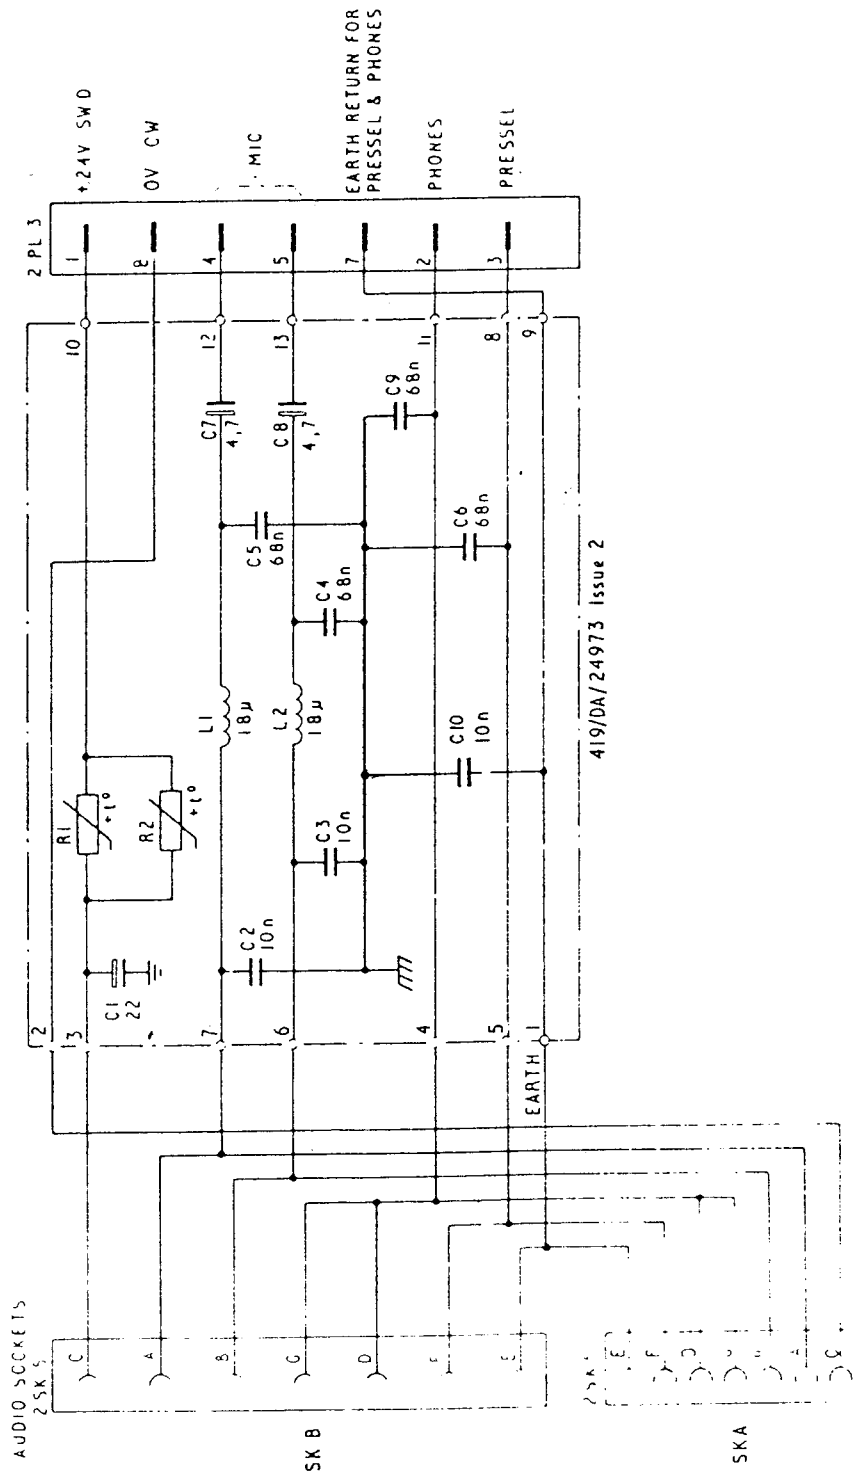 AUDIO SOCKETS
2 SK 5
C
A
B
D
SK B
SKA
C
2
3
7
6
4
5
1
EARTH
C1
22
R1
+t°
R2
+t°
C2
10n
L1
18µ
L2
18µ
C3
10n
C4
68n
C5
68n
C10
10n
C6
68n
C7
4,7
C8
4,7
C9
68n
10
12
13
11
8
9
419/DA/24973 Issue 2
2 PL 3
1
8
4
5
7
2
3
+24V SWD
0V CW
MIC
EARTH RETURN FOR
PRESSEL & PHONES
PHONES
PRESSEL